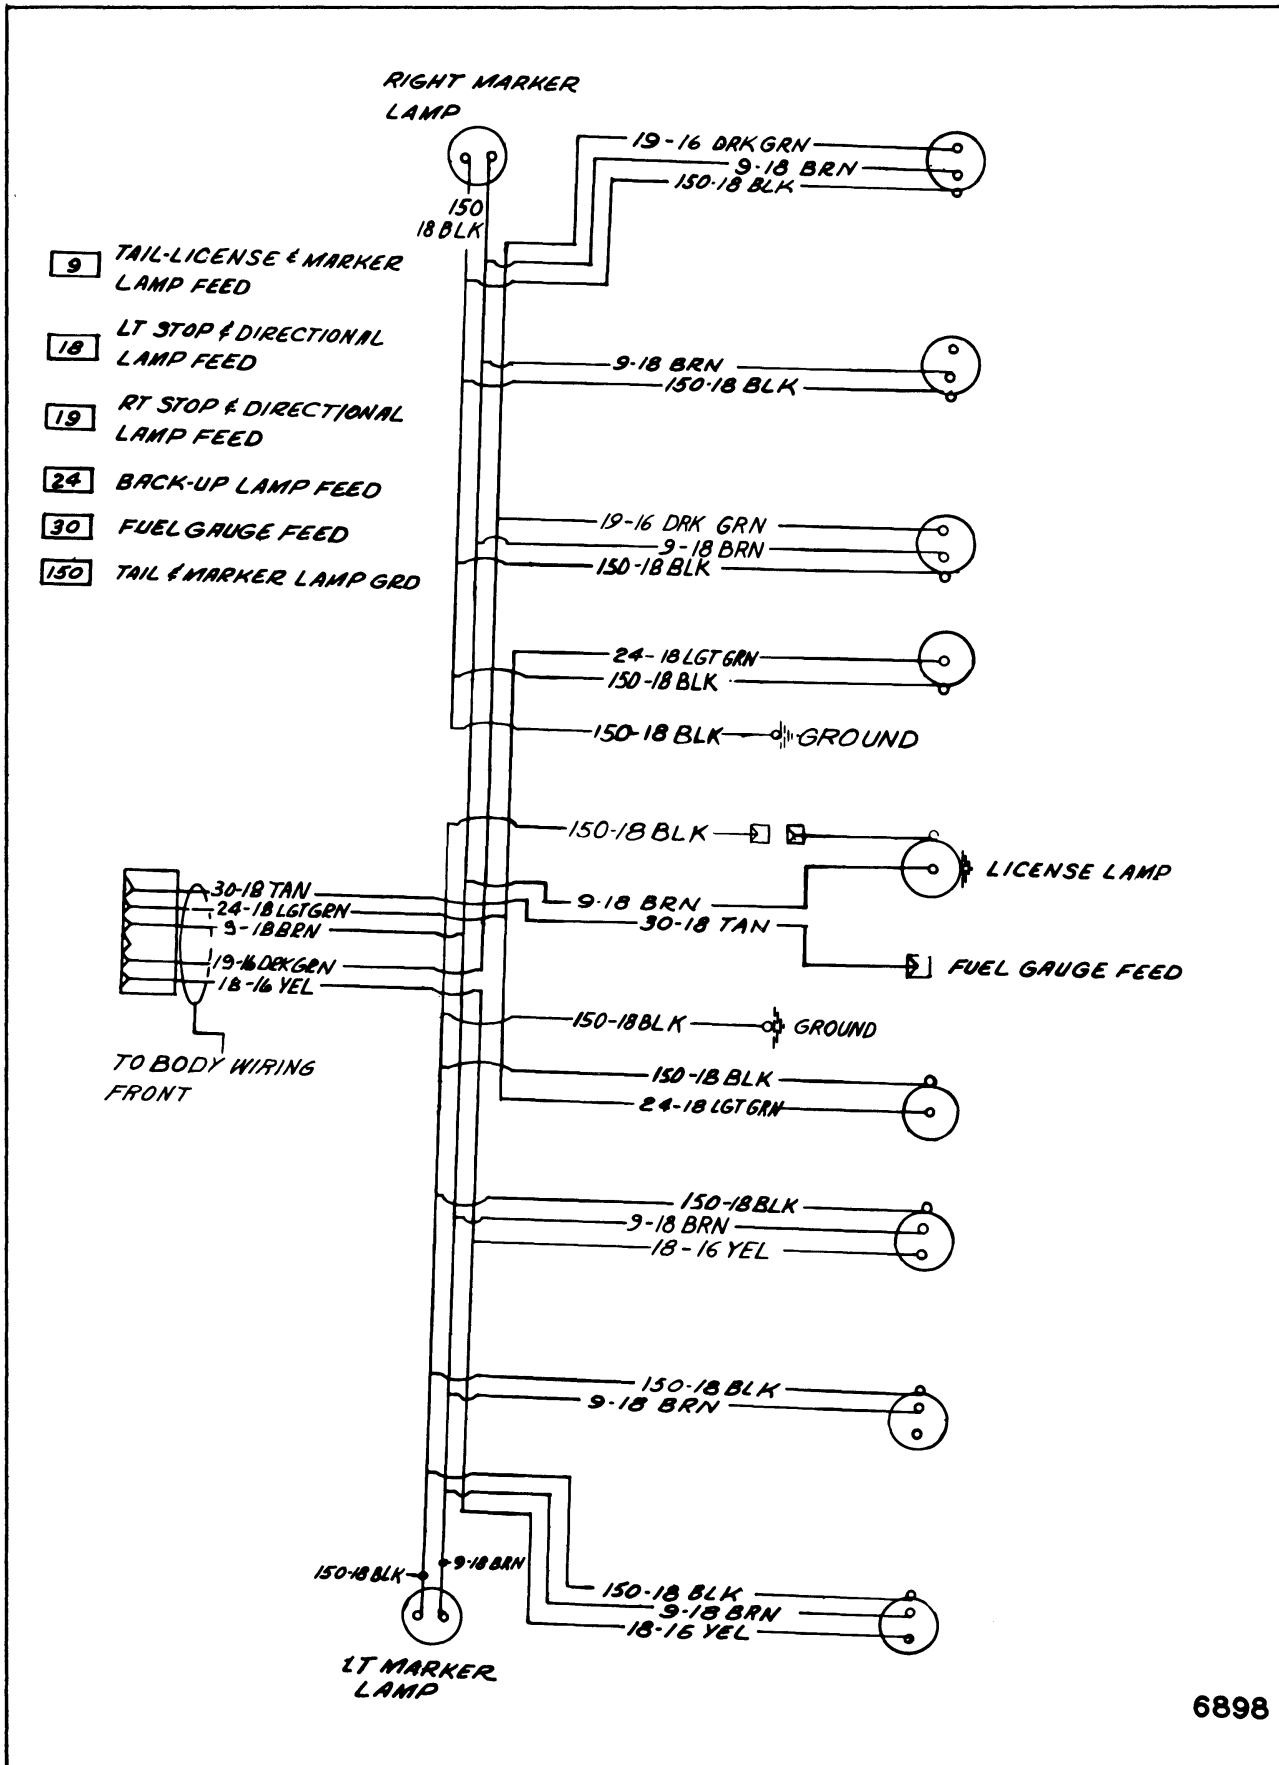 RIGHT MARKER
LAMP
19-16 DRK GRN
9-18 BRN
150-18 BLK
150
18 BLK
9 TAIL-LICENSE & MARKER
LAMP FEED
18 LT STOP & DIRECTIONAL
LAMP FEED
19 RT STOP & DIRECTIONAL
LAMP FEED
24 BACK-UP LAMP FEED
30 FUEL GAUGE FEED
150 TAIL & MARKER LAMP GRD
9-18 BRN
150-18 BLK
19-16 DRK GRN
9-18 BRN
150-18 BLK
24-18 LGT GRN
150-18 BLK
150-18 BLK GROUND
150-18 BLK
LICENSE LAMP
9-18 BRN
30-18 TAN
FUEL GAUGE FEED
30-18 TAN
24-18 LGT GRN
9-18 BRN
19-16 DRK GRN
18-16 YEL
TO BODY WIRING
FRONT
150-18 BLK GROUND
150-18 BLK
24-18 LGT GRN
150-18 BLK
9-18 BRN
18-16 YEL
150-18 BLK
9-18 BRN
150-18 BLK
9-18 BRN
150-18 BLK
9-18 BRN
18-16 YEL
LT MARKER
LAMP
6898